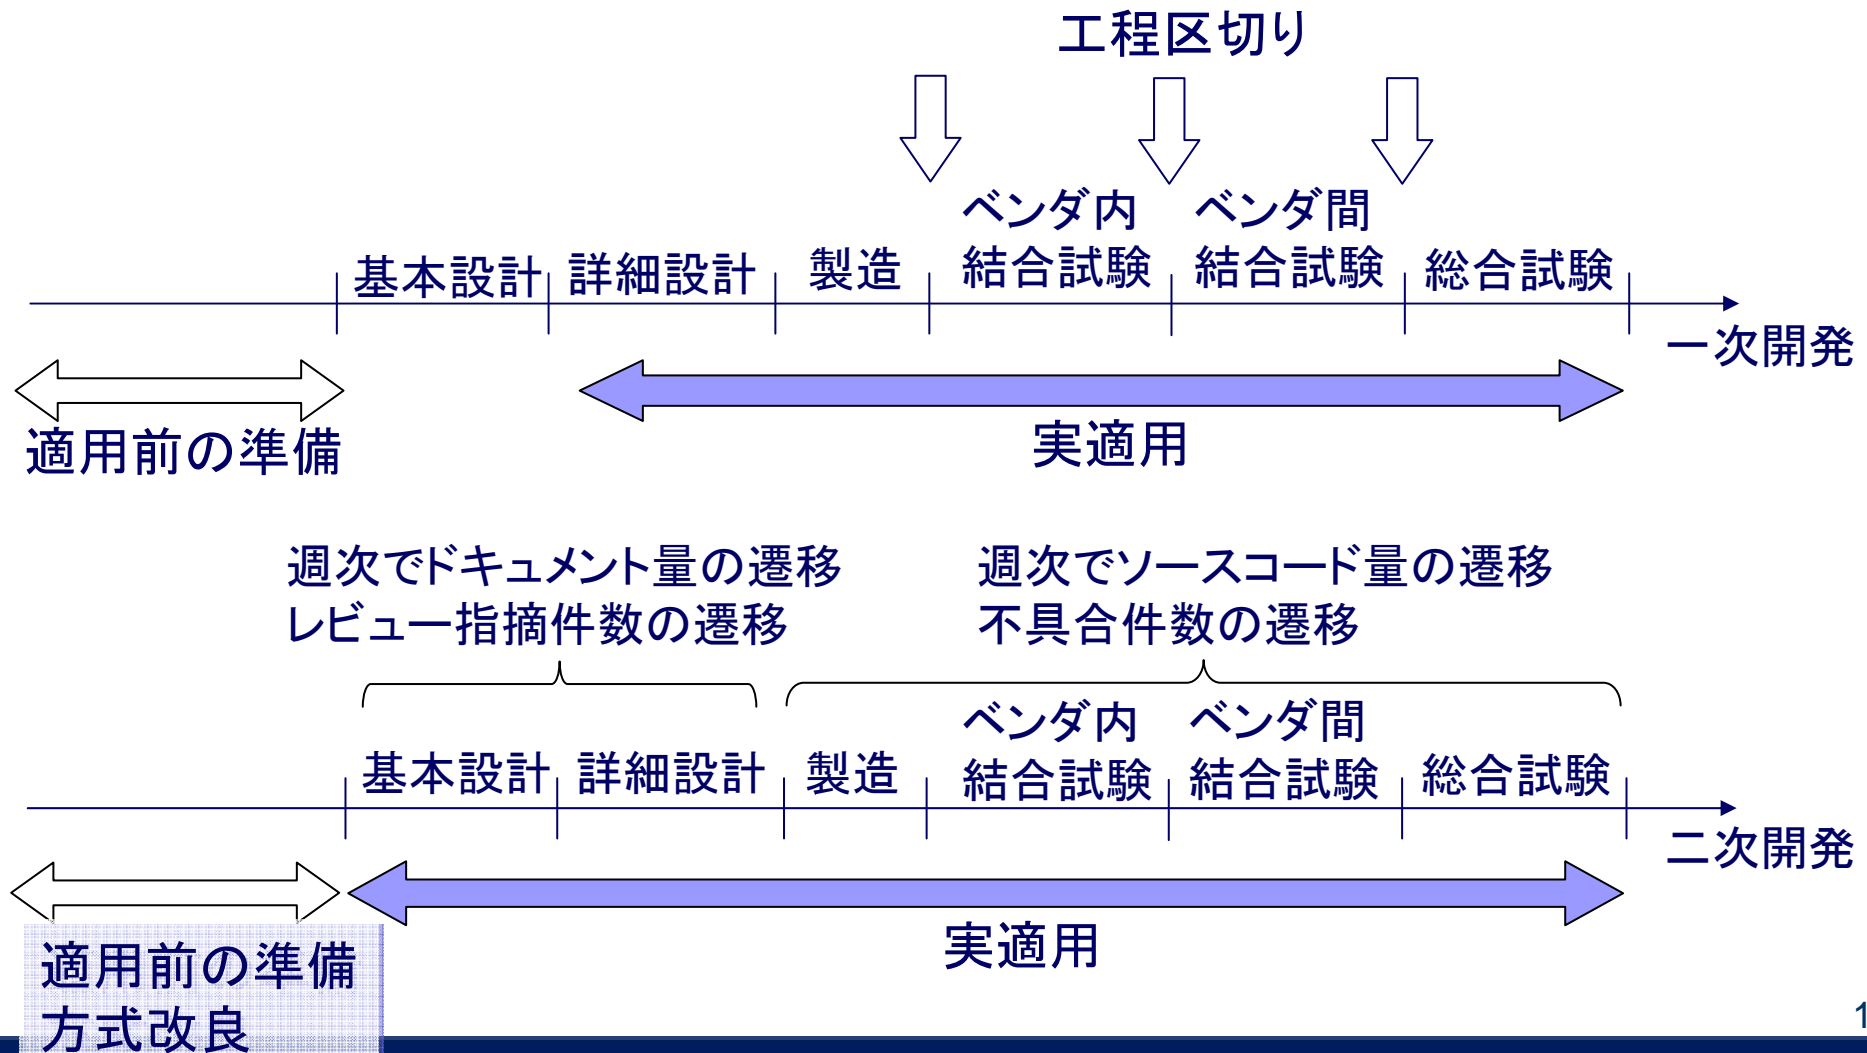 工程区切り
ベンダ内
ベンダ間
基本設計
詳細設計
製造
結合試験
結合試験
総合試験
一次開発
適用前の準備
実適用
週次でドキュメント量の遷移
レビュー指摘件数の遷移
週次でソースコード量の遷移
不具合件数の遷移
ベンダ内
ベンダ間
基本設計
詳細設計
製造
結合試験
結合試験
総合試験
二次開発
実適用
適用前の準備
方式改良
1